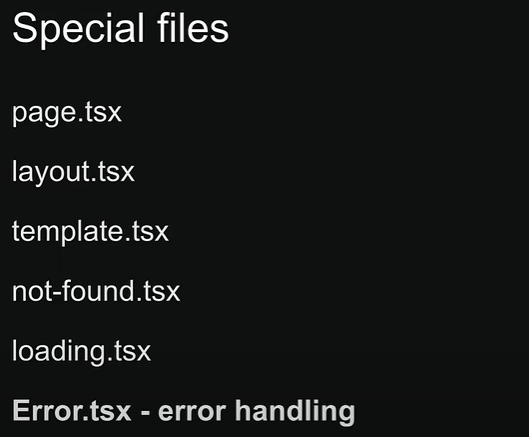 Special files
page.tsx
layout.tsx
template.tsx
not-found.tsx
loading.tsx
Error.tsx - error handling